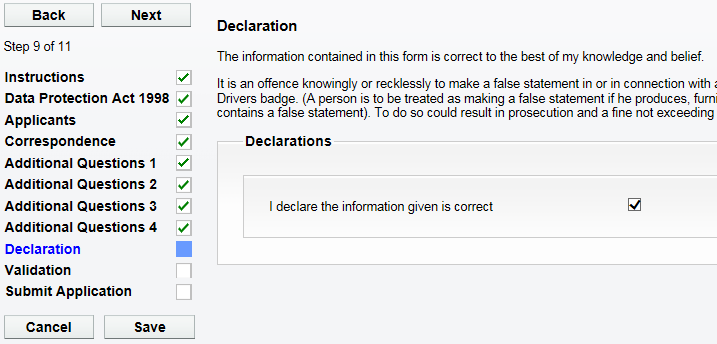 Back
Next
Step 9 of 11
Instructions
Data Protection Act 1998
Applicants
Correspondence
Additional Questions 1
Additional Questions 2
Additional Questions 3
Additional Questions 4
Declaration
Validation
Submit Application
Cancel
Save
Declaration
The information contained in this form is correct to the best of my knowledge and belief.
It is an offence knowingly or recklessly to make a false statement in or in connection with a
Drivers badge. (A person is to be treated as making a false statement if he produces, furni
contains a false statement). To do so could result in prosecution and a fine not exceeding
Declarations
I declare the information given is correct